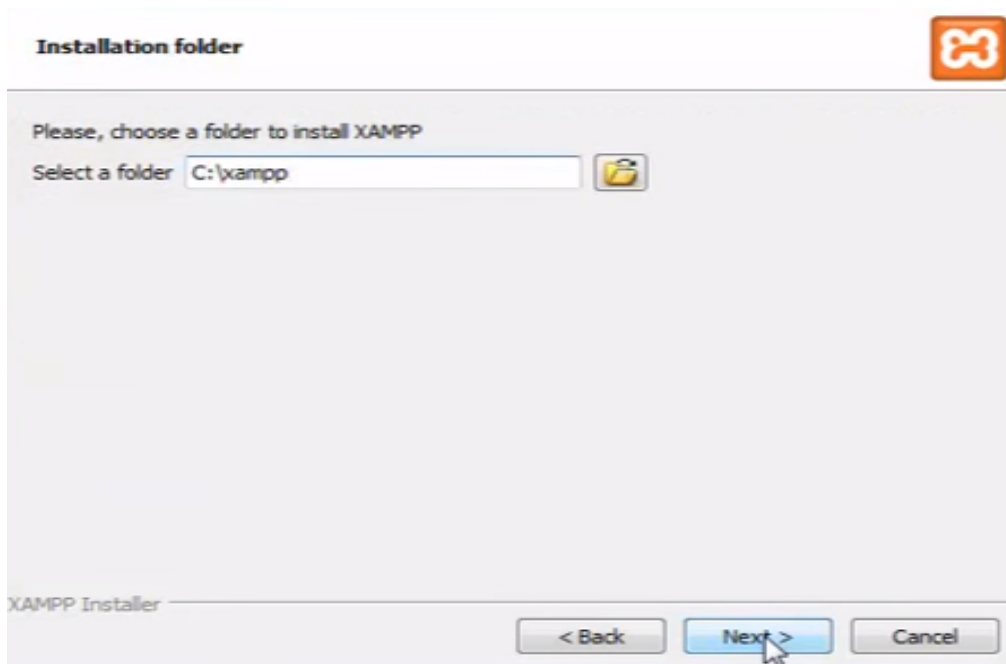 Installation folder
Please, choose a folder to install XAMPP
Select a folder C:\xampp
XAMPP Installer
< Back Next > Cancel